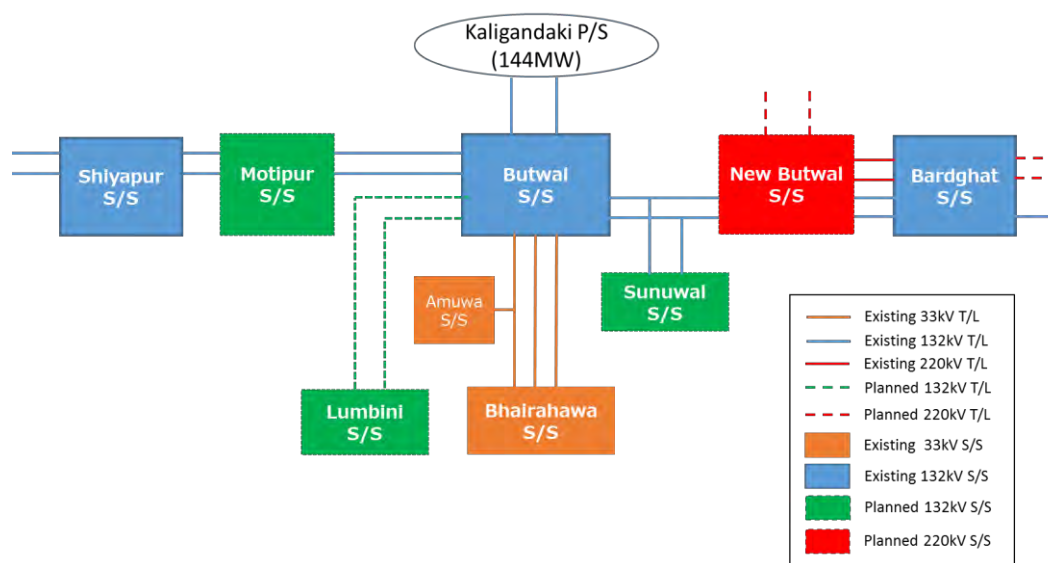 Kaligandaki P/S
(144MW)
Shiyapur
S/S
Motipur
S/S
Butwal
S/S
New Butwal
S/S
Bardghat
S/S
Amuwa
S/S
Sunuwal
S/S
Lumbini
S/S
Bhairahawa
S/S
Existing 33kV T/L
Existing 132kV T/L
Existing 220kV T/L
Planned 132kV T/L
Planned 220kV T/L
Existing 33kV S/S
Existing 132kV S/S
Planned 132kV S/S
Planned 220kV S/S